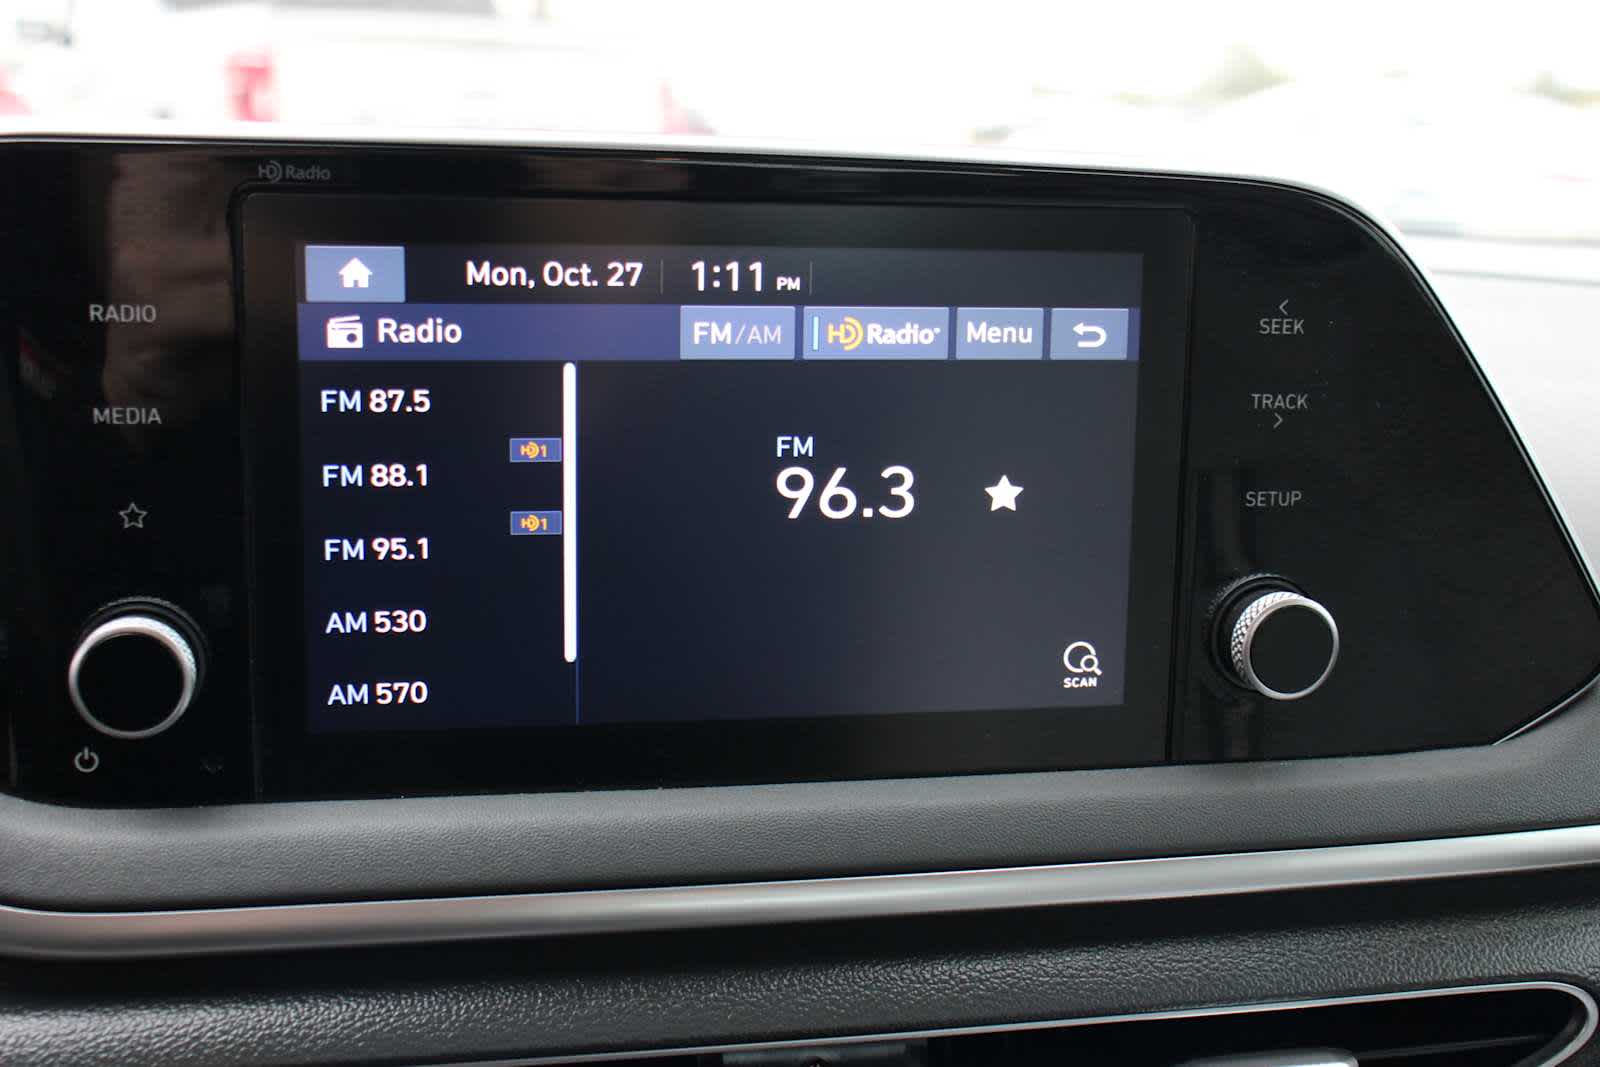 HD Radio
RADIO
MEDIA
Mon, Oct. 27 1:11 PM
Radio FM/AM HD Radio Menu
FM 87.5
HD1
FM 88.1
HD1
FM 95.1
AM 530
AM 570
FM
96.3
SCAN
SEEK
TRACK
SETUP